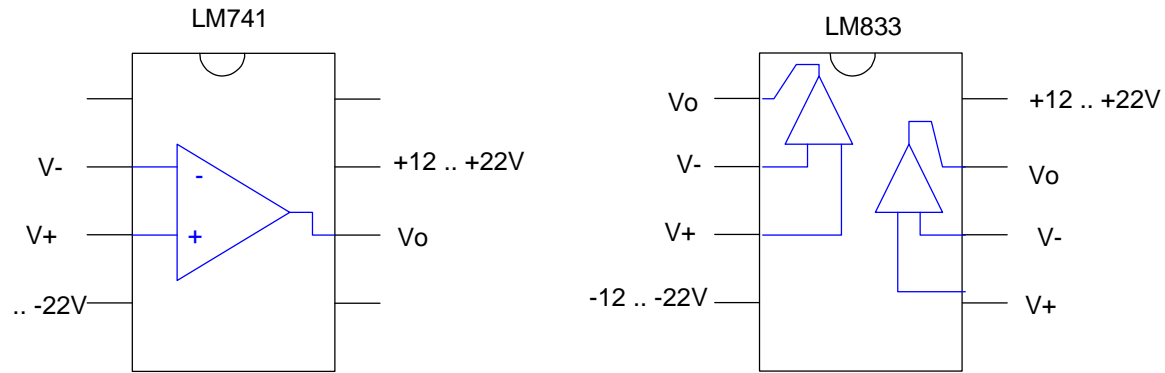 LM741
V-
V+
.. -22V
-
+
+12 .. +22V
Vo
LM833
Vo
V-
V+
-12 .. -22V
+12 .. +22V
Vo
V-
V+